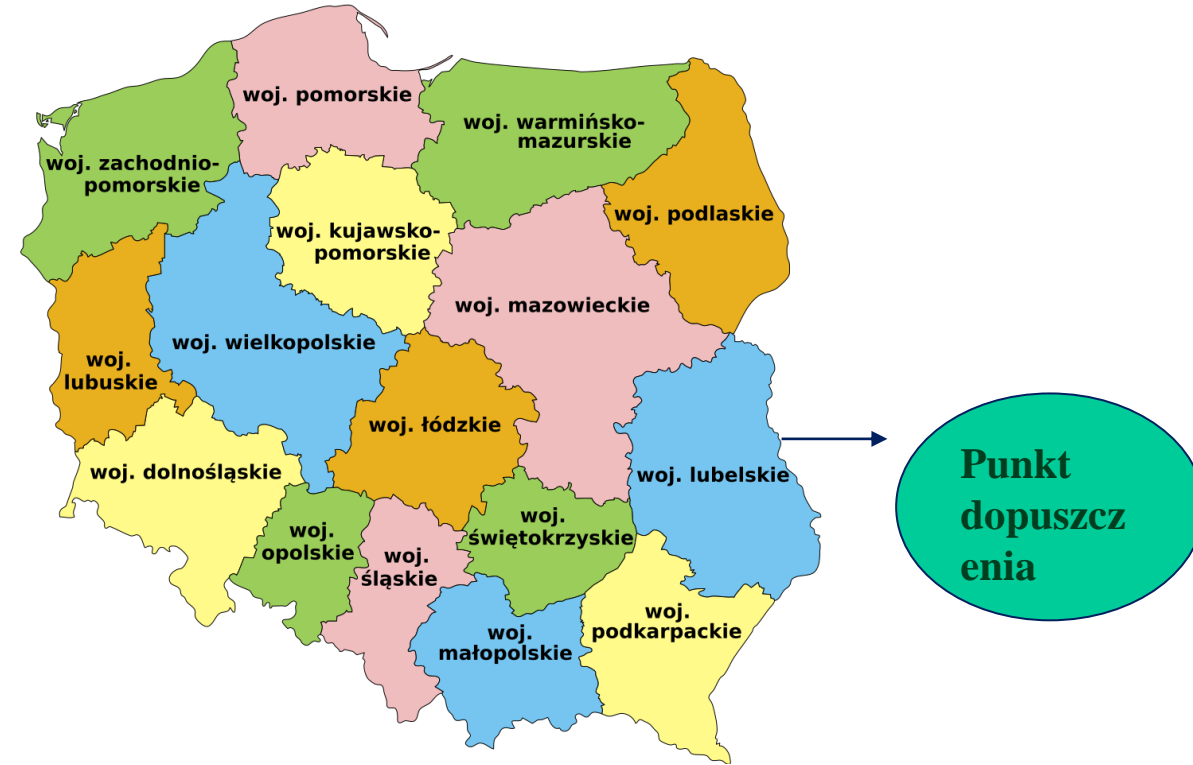 woj. pomorskie
woj. warmińsko-
mazurskie
woj. zachodnio-
pomorskie
woj. podlaskie
woj. kujawsko-
pomorskie
woj. mazowieckie
woj. wielkopolskie
woj.
lubuskie
woj. łódzkie
woj. dolnośląskie
woj. lubelskie
woj.
opolskie
woj.
śląskie
woj.
świętokrzyskie
woj.
małopolskie
woj.
podkarpackie
Punkt
dopuszcz
enia